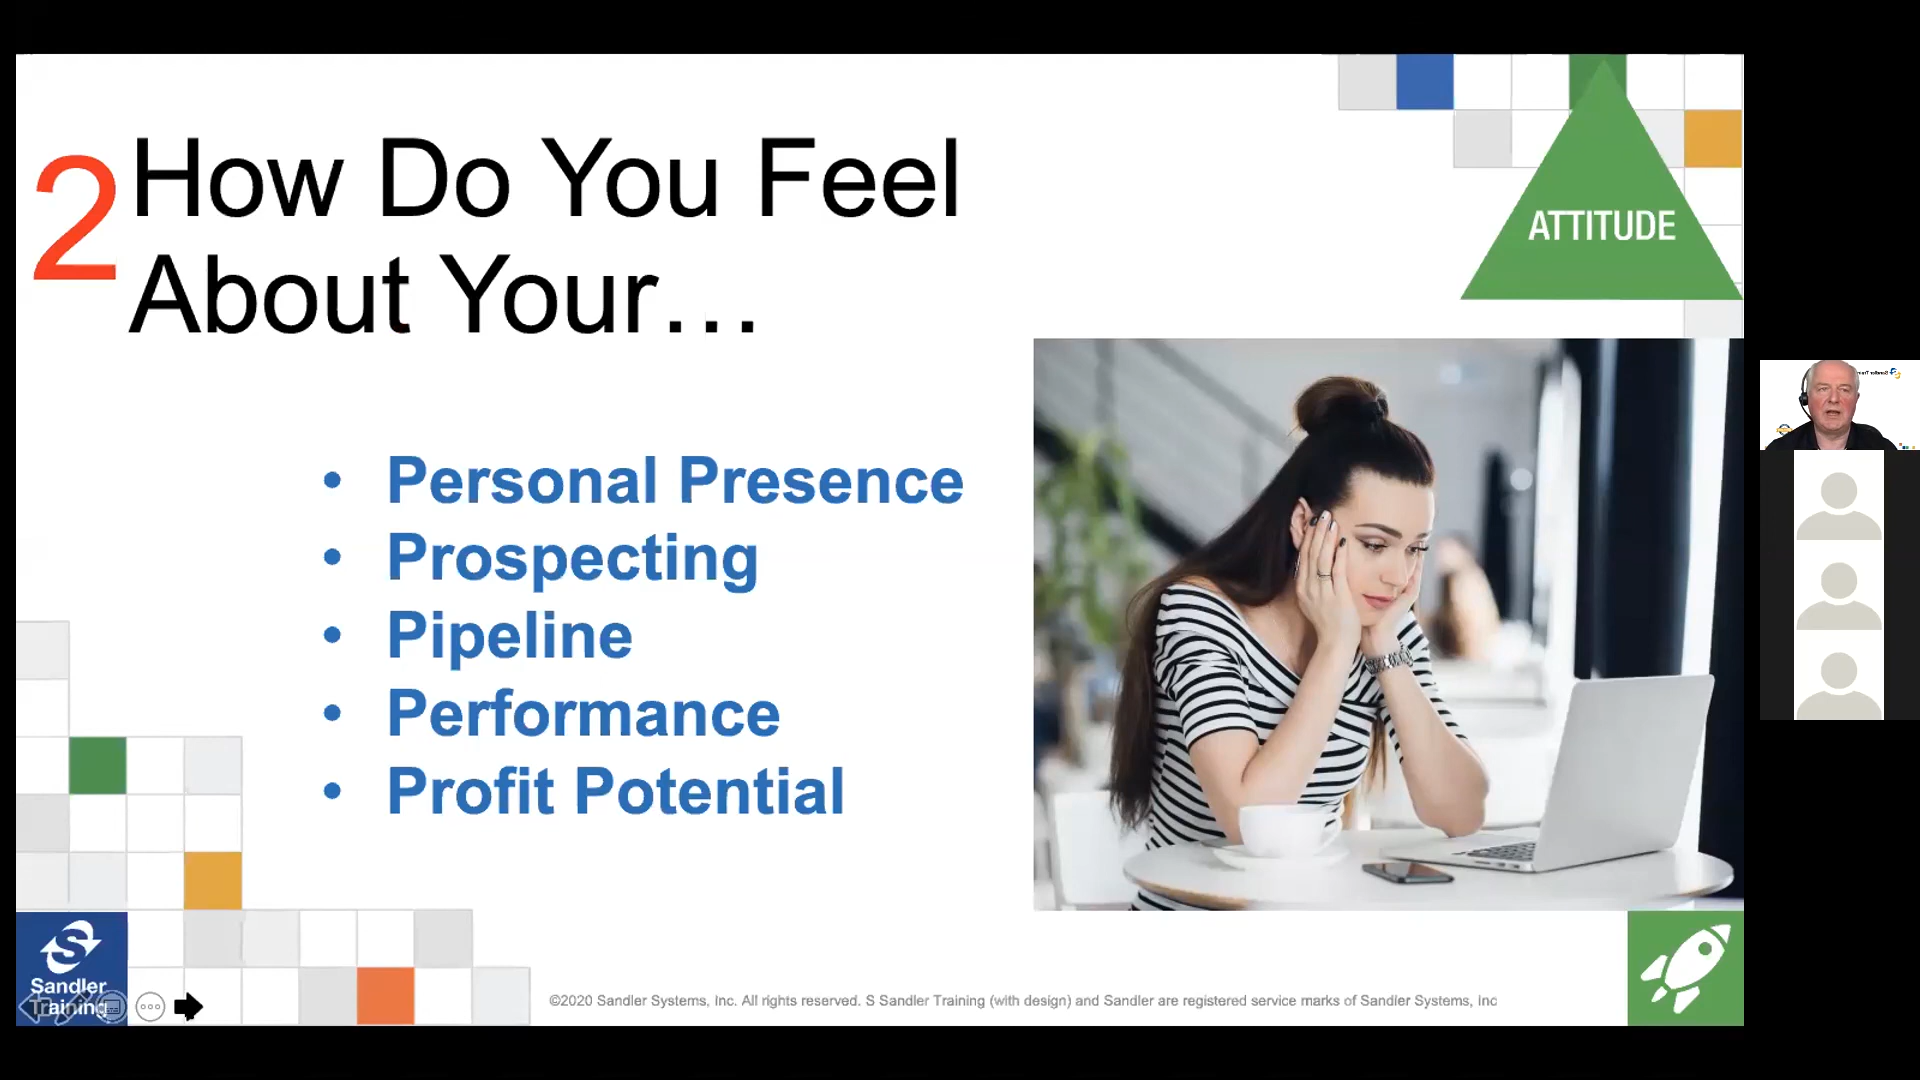 2
How Do You Feel
About Your…
ATTITUDE
• Personal Presence
• Prospecting
• Pipeline
• Performance
• Profit Potential
Sandler
Training
©2020 Sandler Systems, Inc. All rights reserved. S Sandler Training (with design) and Sandler are registered service marks of Sandler Systems, Inc